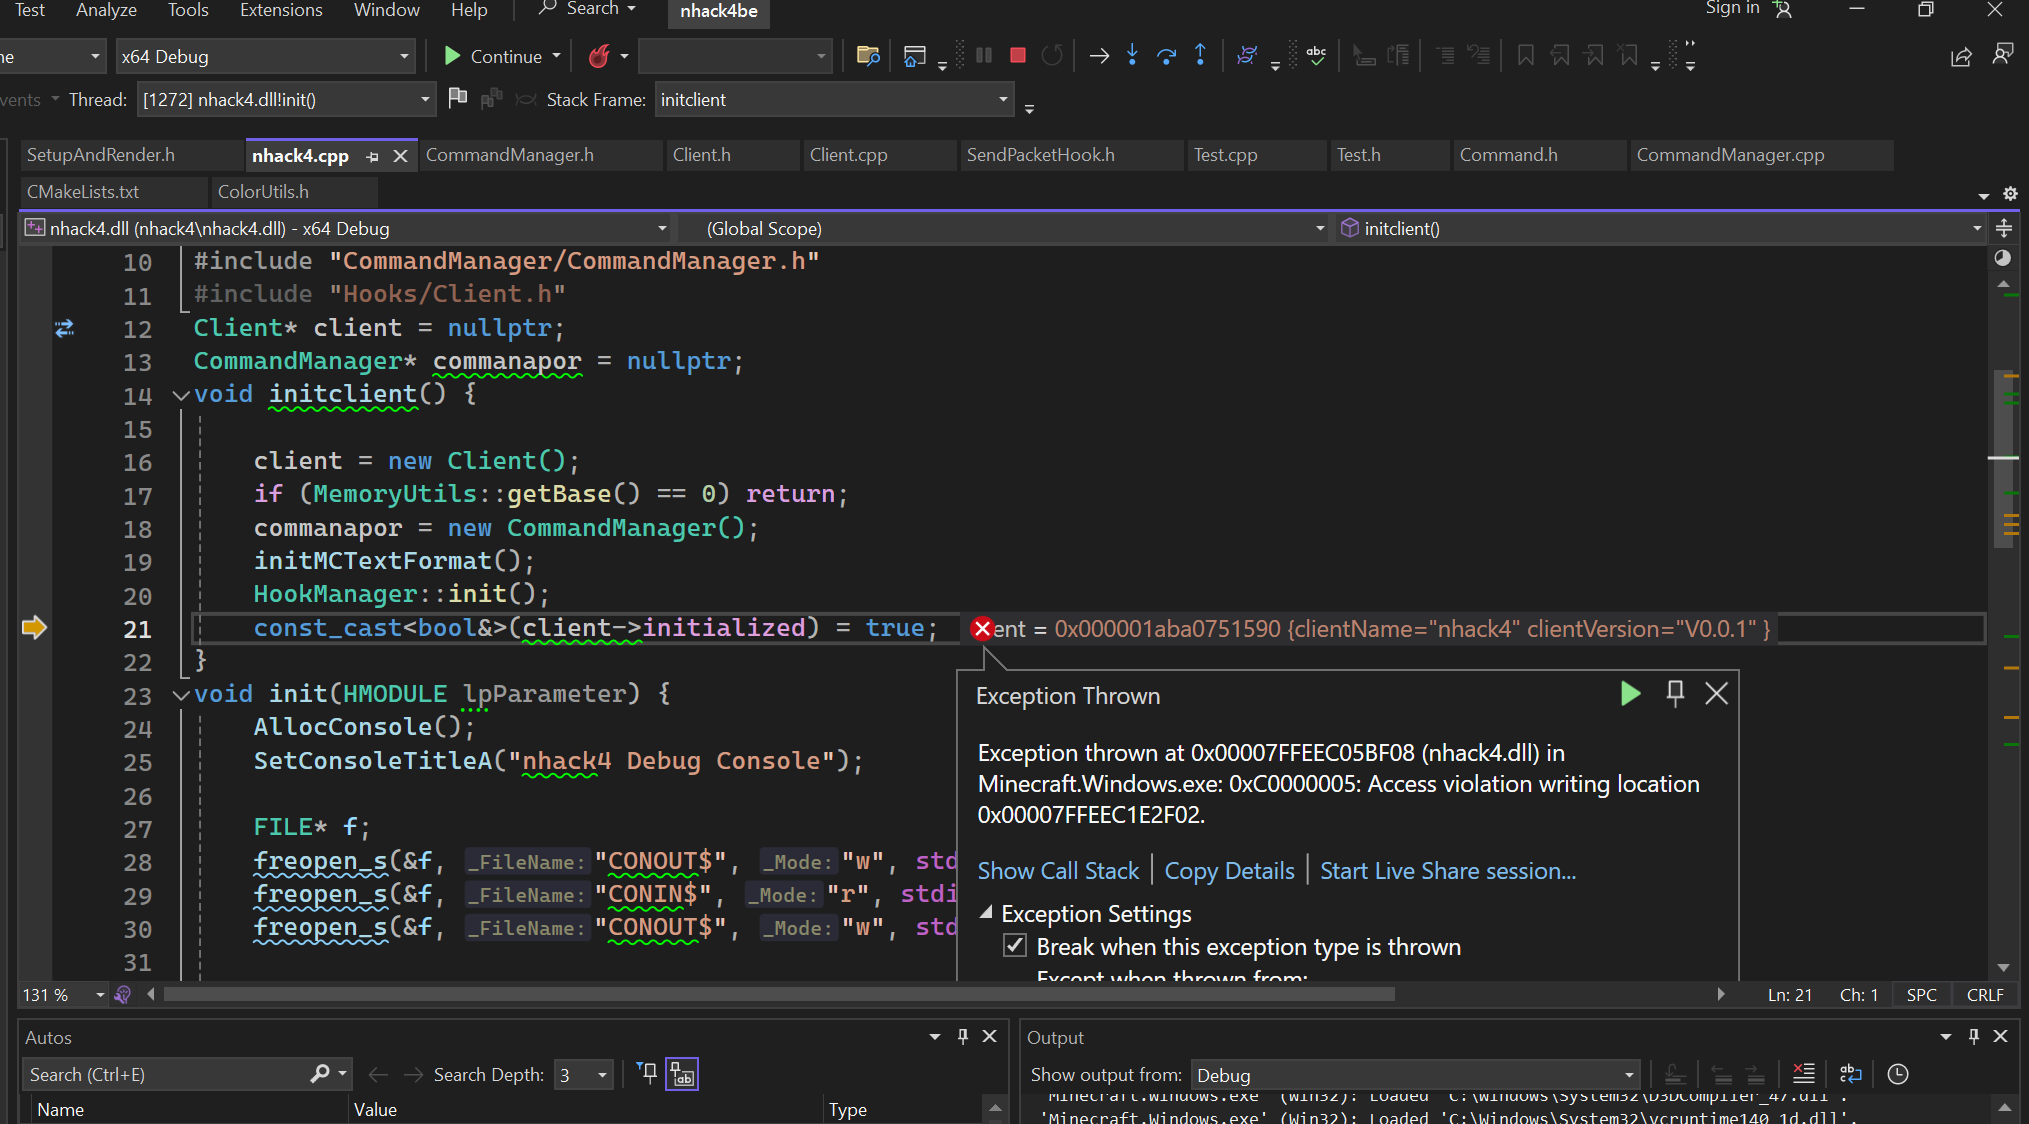 Test Analyze Tools Extensions Window Help Search nhack4be Sign in
ne x64 Debug Continue
vents Thread: [1272] nhack4.dll!init() Stack Frame: initclient
SetupAndRender.h nhack4.cpp CommandManager.h Client.h Client.cpp SendPacketHook.h Test.cpp Test.h Command.h CommandManager.cpp
CMakeLists.txt ColorUtils.h
nhack4.dll (nhack4\nhack4.dll) - x64 Debug (Global Scope) initclient()
10 #include "CommandManager/CommandManager.h"
11 #include "Hooks/Client.h"
12 Client* client = nullptr;
13 CommandManager* commanapor = nullptr;
14 void initclient() {
15
16 client = new Client();
17 if (MemoryUtils::getBase() == 0) return;
18 commanapor = new CommandManager();
19 initMCTextFormat();
20 HookManager::init();
21 const_cast<bool&>(client->initialized) = true; ent = 0x000001aba0751590 {clientName="nhack4" clientVersion="V0.0.1" }
22 }
23 void init(HMODULE lpParameter) {
24 AllocConsole();
25 SetConsoleTitleA("nhack4 Debug Console");
26
27 FILE* f;
28 freopen_s(&f, _FileName: "CONOUT$", _Mode: "w", std
29 freopen_s(&f, _FileName: "CONIN$", _Mode: "r", stdi
30 freopen_s(&f, _FileName: "CONOUT$", _Mode: "w", std
31
Exception Thrown
Exception thrown at 0x00007FFEEC05BF08 (nhack4.dll) in
Minecraft.Windows.exe: 0xC0000005: Access violation writing location
0x00007FFEEC1E2F02.
Show Call Stack Copy Details Start Live Share session...
Exception Settings
Break when this exception type is thrown
Except when thrown from:
131 % Ln: 21 Ch: 1 SPC CRLF
Autos
Search (Ctrl+E) Search Depth: 3
Name Value Type
Output
Show output from: Debug
'Minecraft.Windows.exe' (Win32): Loaded 'C:\Windows\System32\D3DCompiler_47.dll'.
'Minecraft.Windows.exe' (Win32): Loaded 'C:\Windows\System32\vcruntime140_1d.dll'.